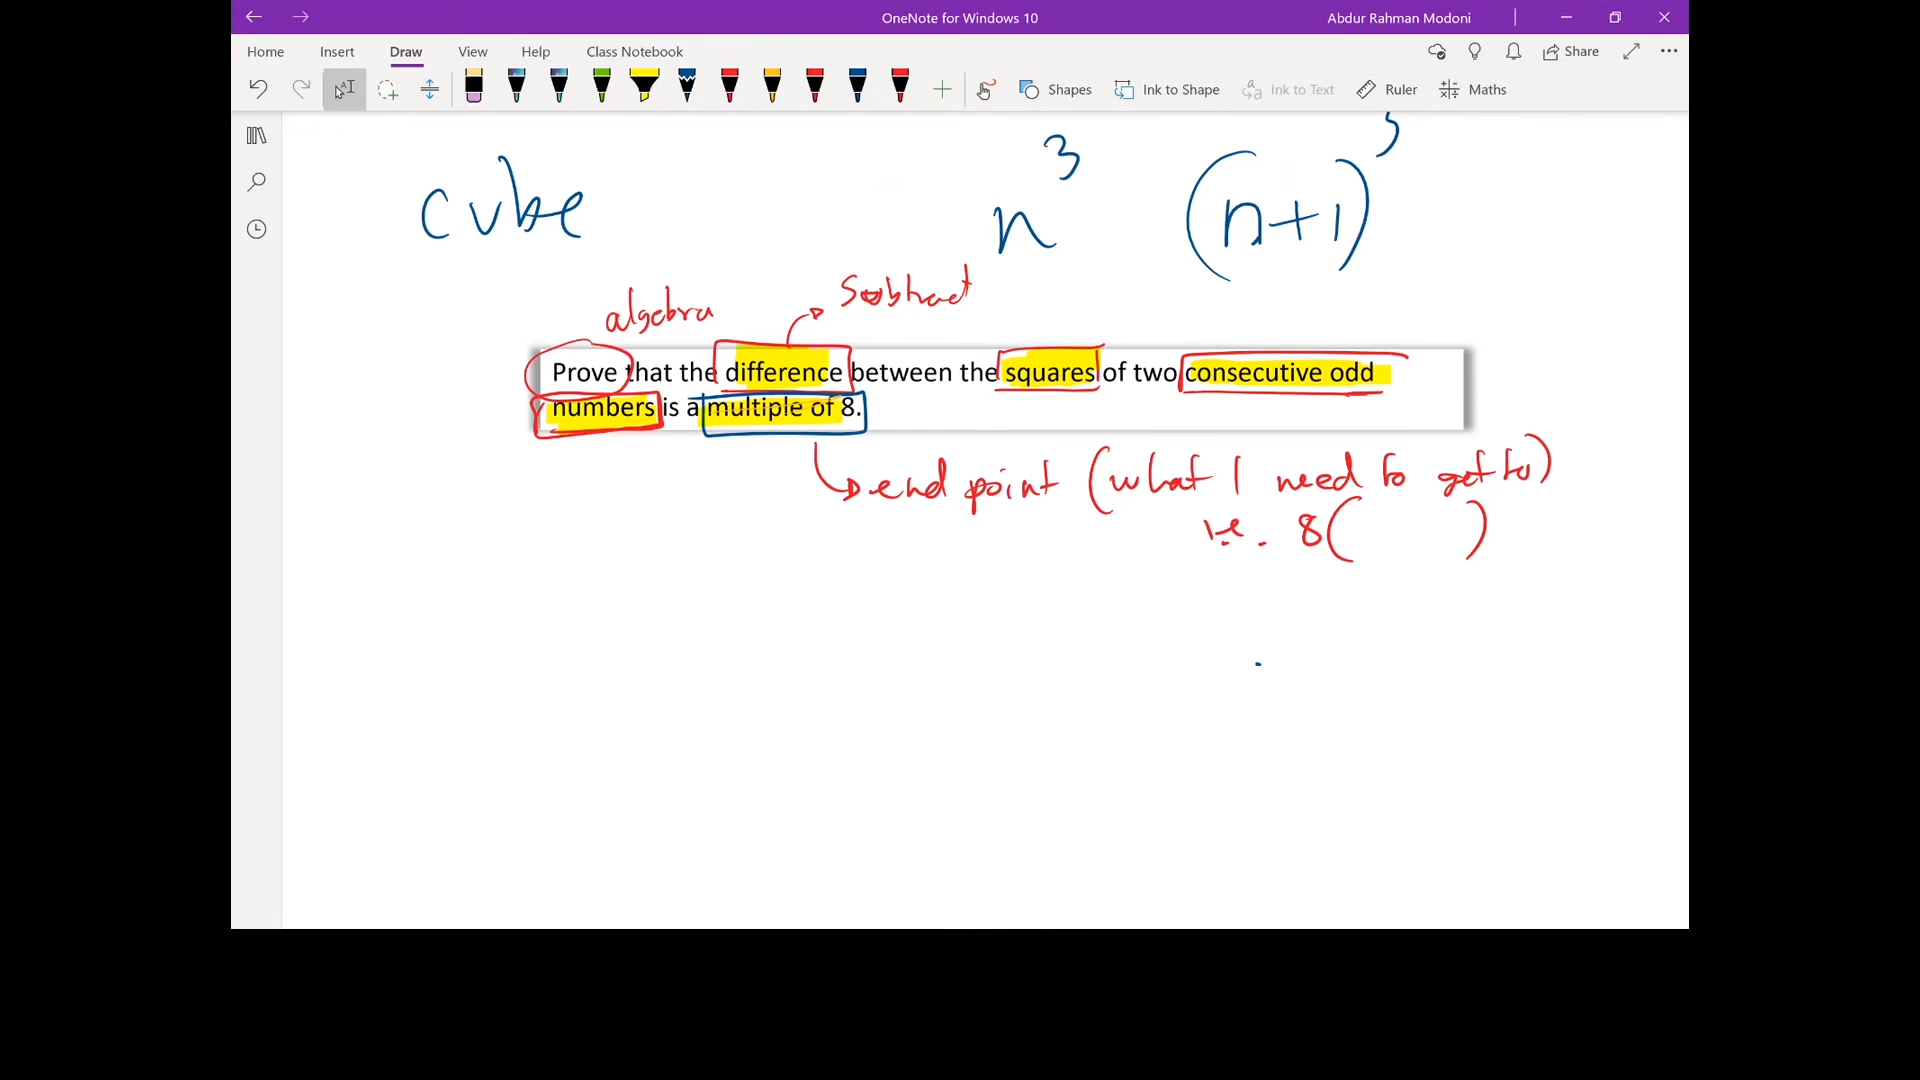 OneNote for Windows 10
Abdur Rahman Modoni
Home Insert Draw View Help Class Notebook
Share
Shapes Ink to Shape Ink to Text Ruler Maths
cube n³ (n+1)³
algebra
Subtract
Prove that the difference between the squares of two consecutive odd
numbers is a multiple of 8.
end point (what I need to get to)
i.e. 8( )